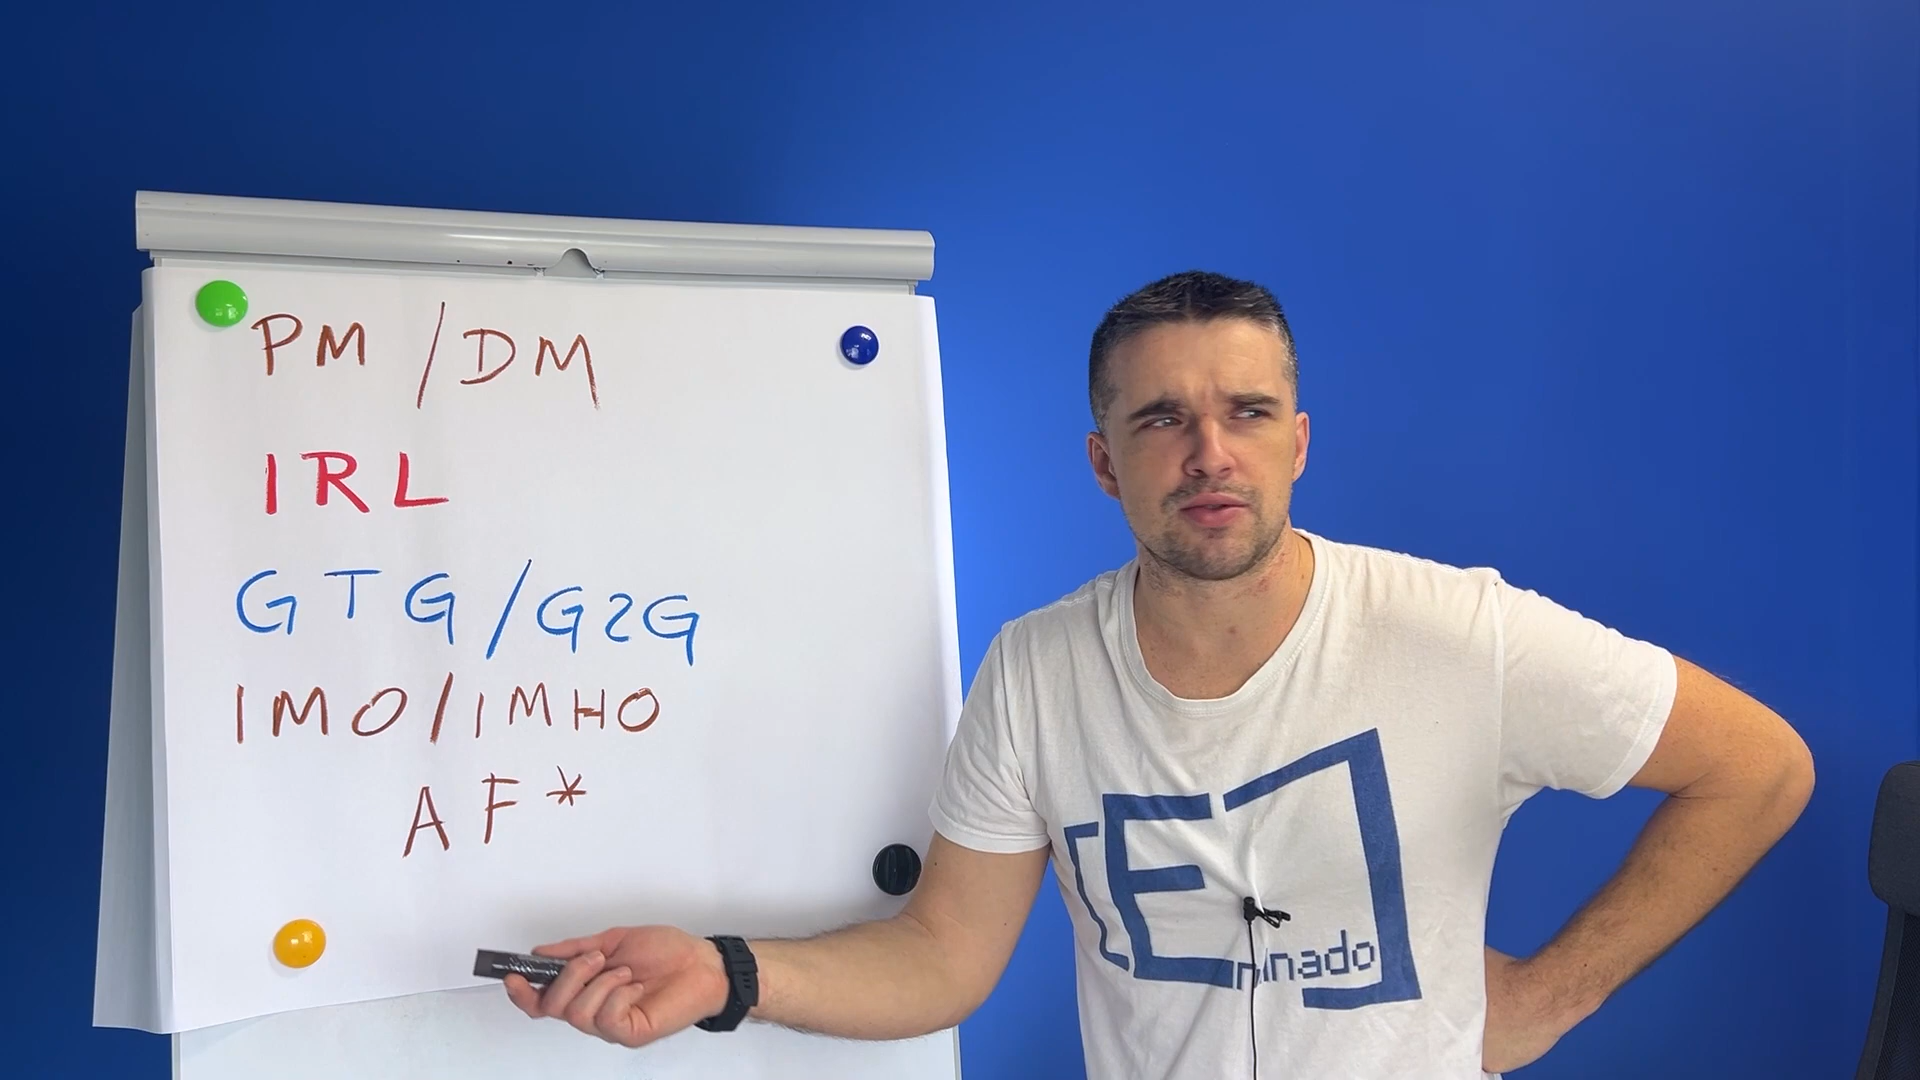 PM / DM
IRL
GTG / G2G
IMO / IMHO
AF *
E